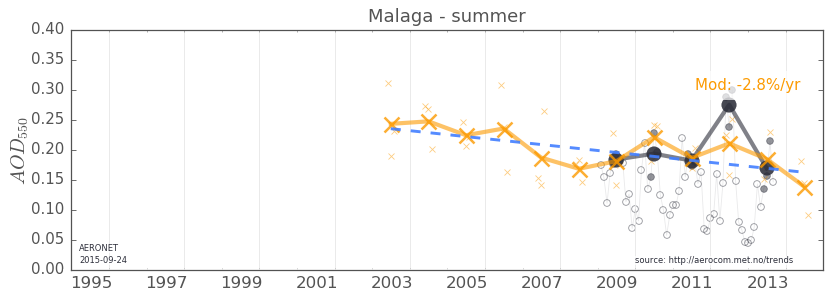 Malaga - summer
0.40
0.35
0.30
0.25
0.20
0.15
0.10
0.05
0.00
AOD550
Mod: -2.8%/yr
AERONET
2015-09-24
source: http://aerocom.met.no/trends
1995 1997 1999 2001 2003 2005 2007 2009 2011 2013